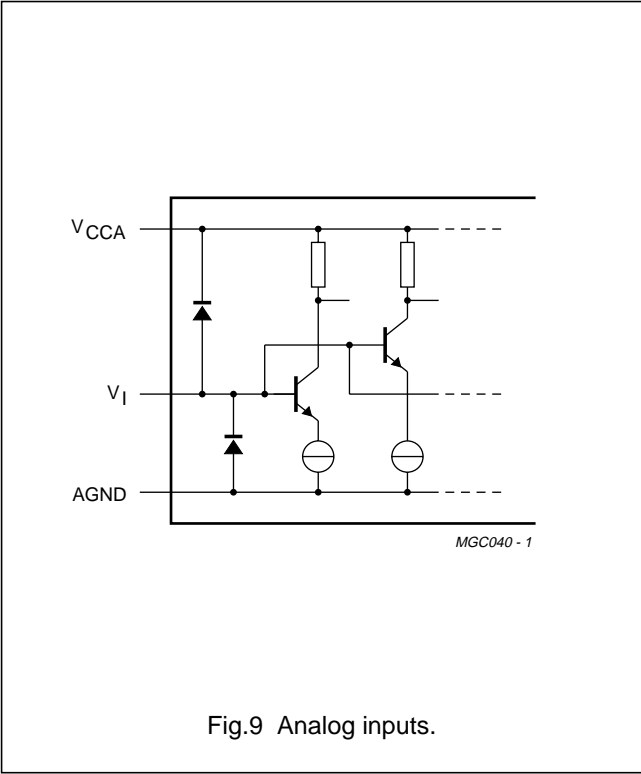 VCCA
VI
AGND
MGC040 - 1
Fig.9 Analog inputs.